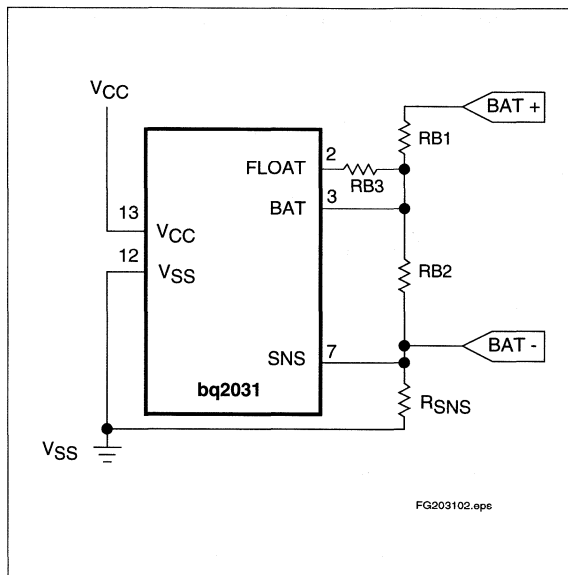 VCC
BAT +
RB1
FLOAT 2
RB3
BAT 3
13
VCC
12
VSS
RB2
BAT -
SNS 7
bq2031
RSNS
VSS
FG203102.eps